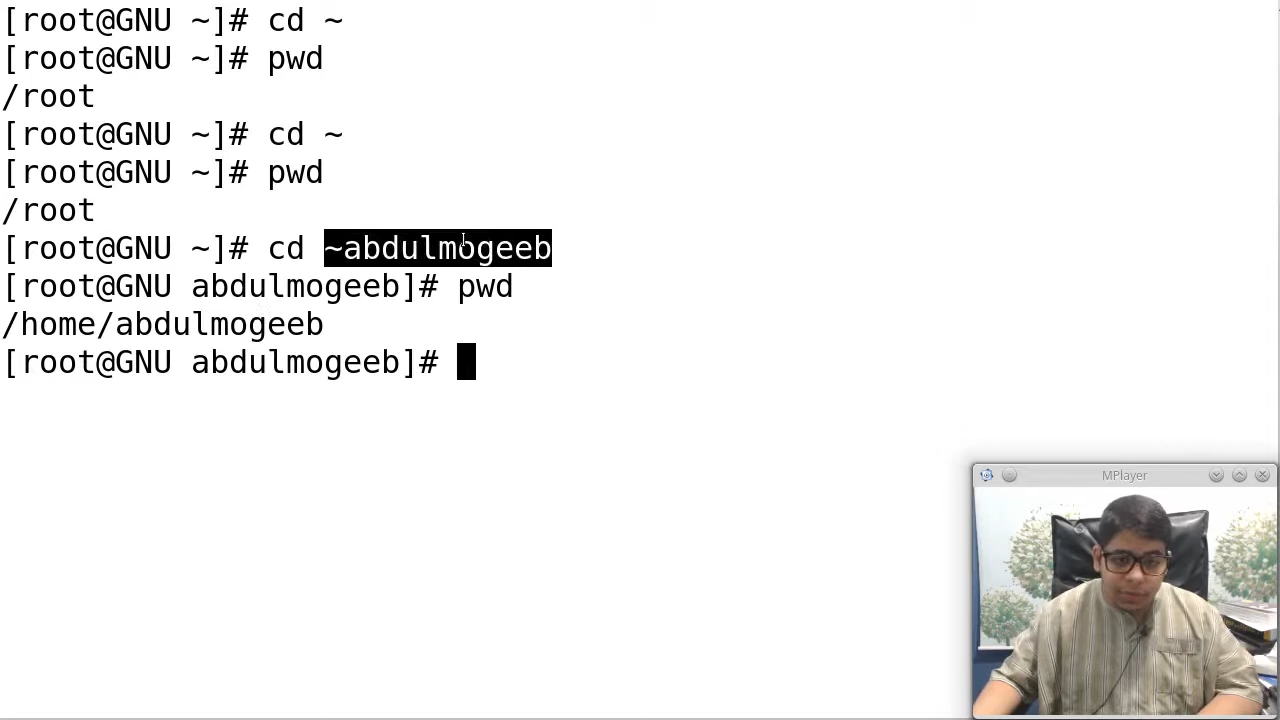 [root@GNU ~]# cd ~
[root@GNU ~]# pwd
/root
[root@GNU ~]# cd ~
[root@GNU ~]# pwd
/root
[root@GNU ~]# cd ~abdulmogeeb
[root@GNU abdulmogeeb]# pwd
/home/abdulmogeeb
[root@GNU abdulmogeeb]#
MPlayer